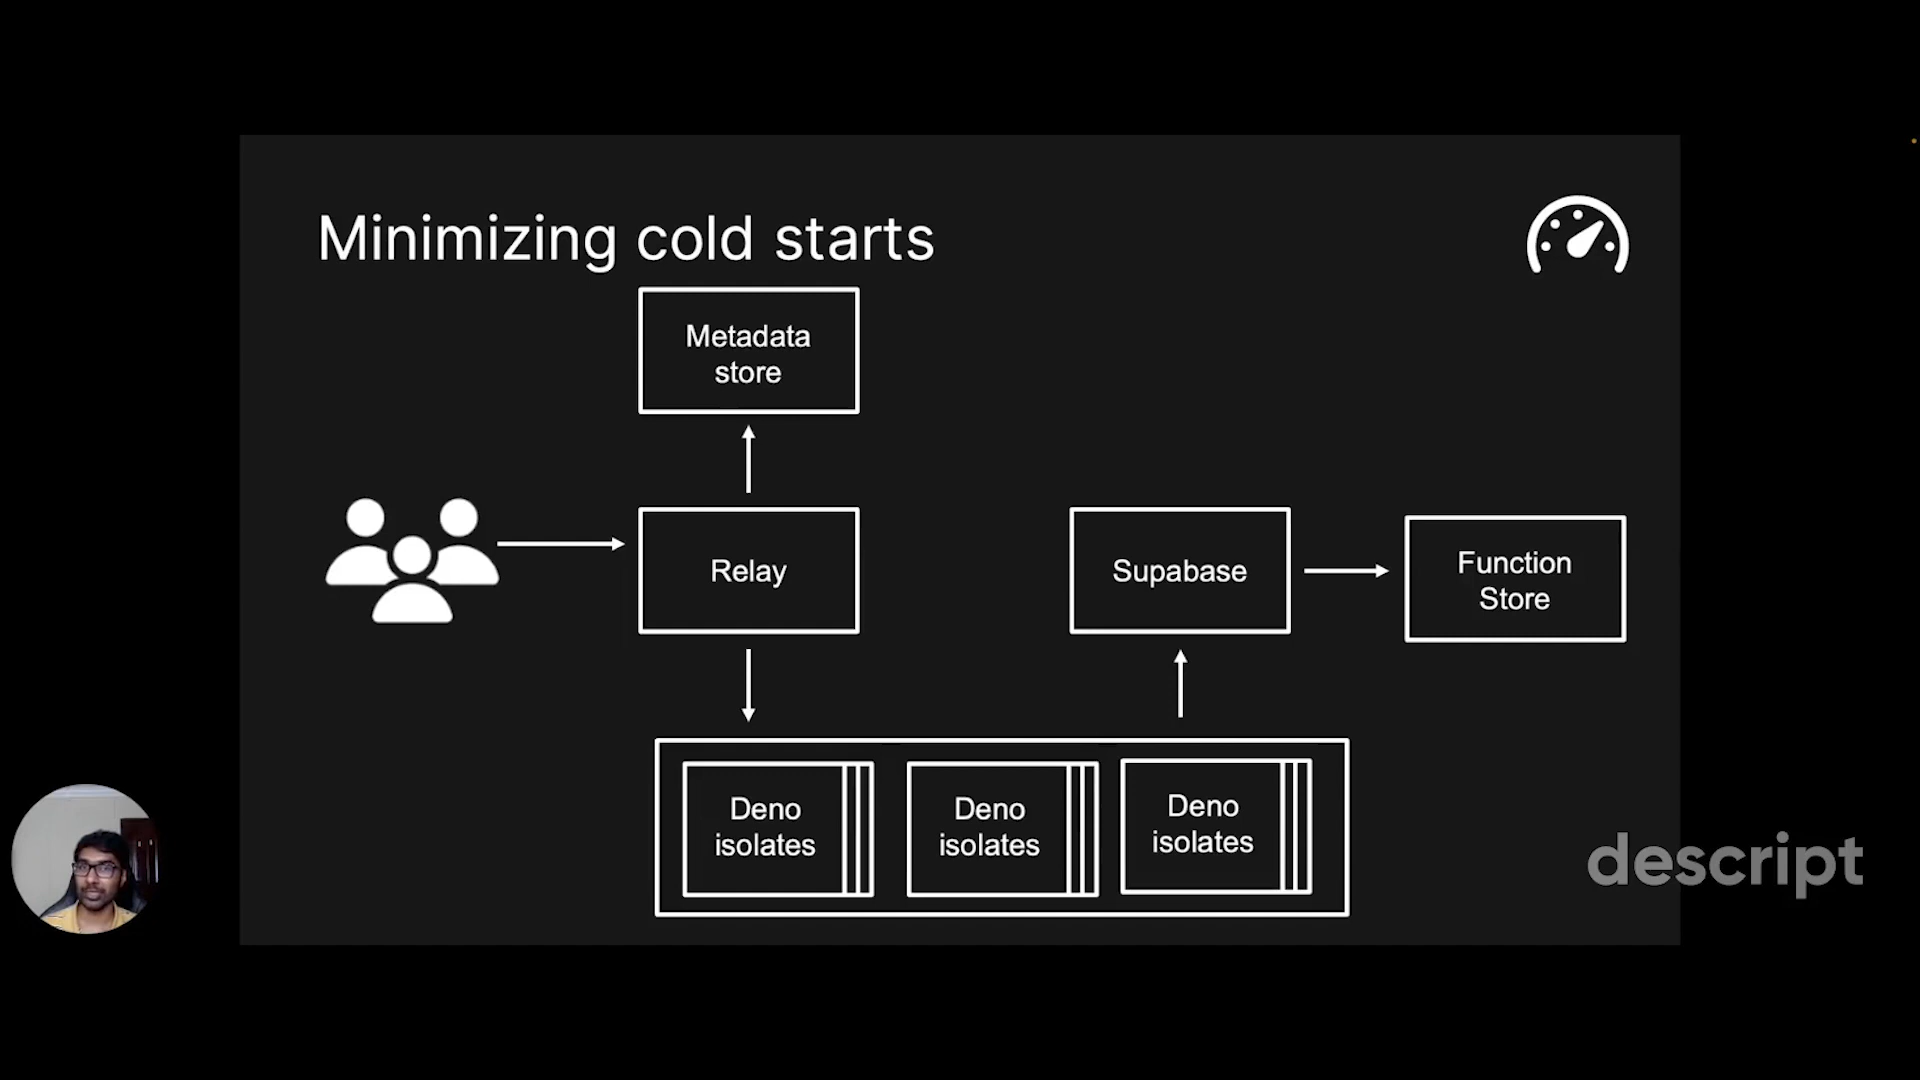 Minimizing cold starts
Metadata
store
Relay
Supabase
Function
Store
Deno
isolates
Deno
isolates
Deno
isolates
descript